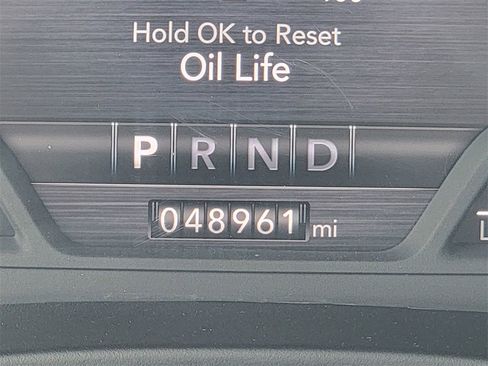 Hold OK to Reset
Oil Life
P R N D
048961 mi